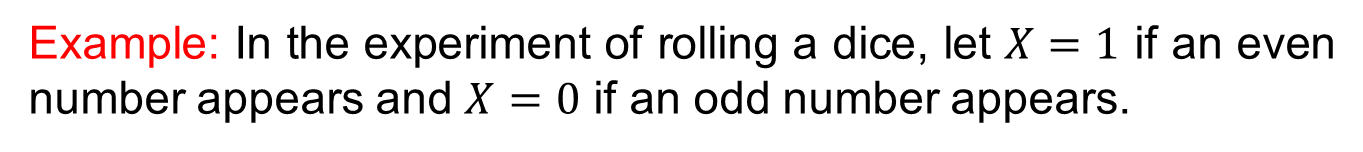 Example: In the experiment of rolling a dice, let X = 1 if an even
number appears and X = 0 if an odd number appears.